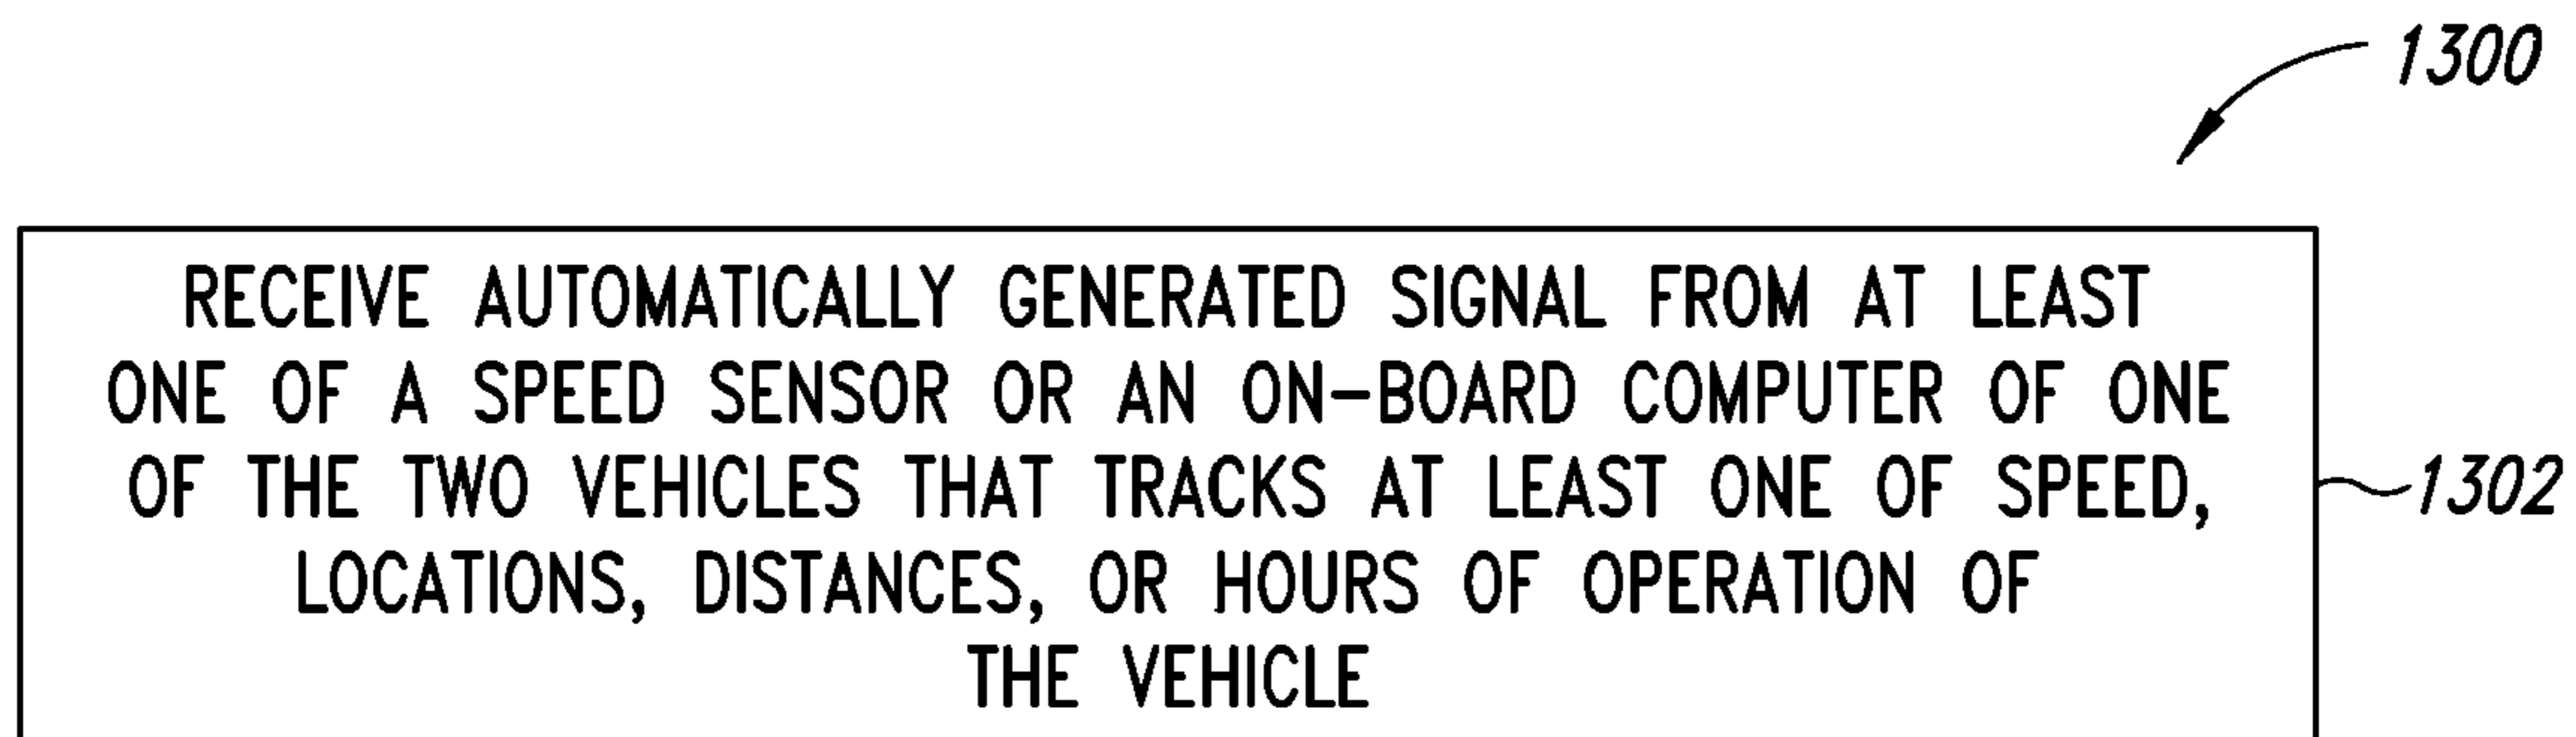 1300
RECEIVE AUTOMATICALLY GENERATED SIGNAL FROM AT LEAST
ONE OF A SPEED SENSOR OR AN ON-BOARD COMPUTER OF ONE
OF THE TWO VEHICLES THAT TRACKS AT LEAST ONE OF SPEED,
LOCATIONS, DISTANCES, OR HOURS OF OPERATION OF
THE VEHICLE
1302